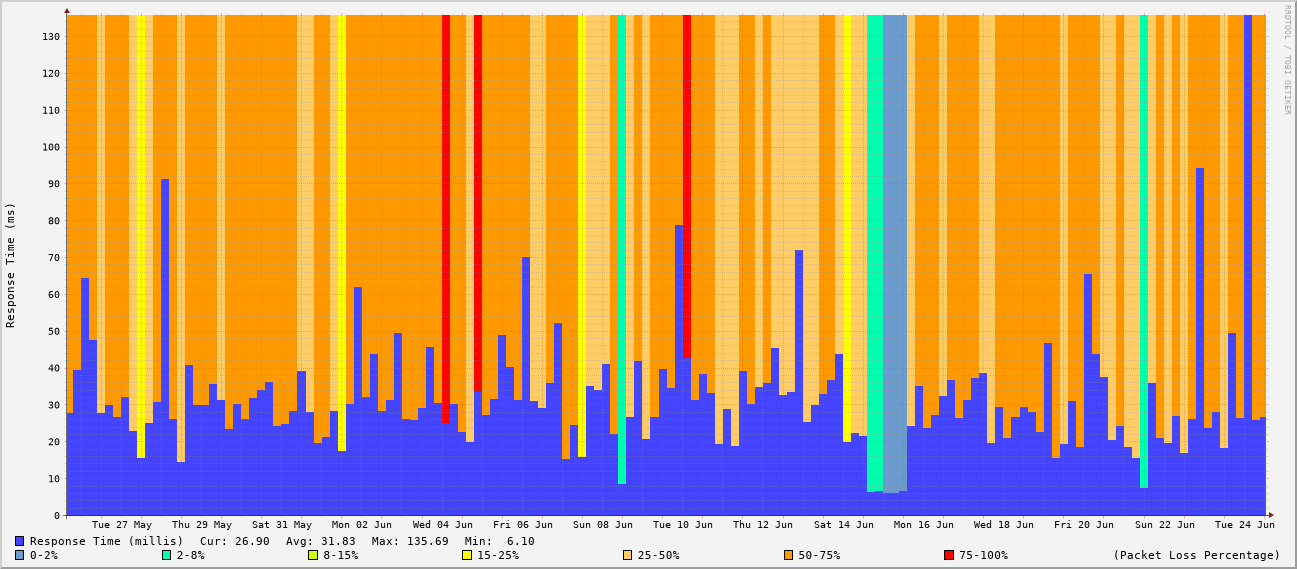 RRDTOOL / TOBI OETIKER
Response Time (ms)
130
120
110
100
90
80
70
60
50
40
30
20
10
0
Tue 27 May Thu 29 May Sat 31 May Mon 02 Jun Wed 04 Jun Fri 06 Jun Sun 08 Jun Tue 10 Jun Thu 12 Jun Sat 14 Jun Mon 16 Jun Wed 18 Jun Fri 20 Jun Sun 22 Jun Tue 24 Jun
Response Time (millis) Cur: 26.90 Avg: 31.83 Max: 135.69 Min: 6.10
0-2% 2-8% 8-15% 15-25% 25-50% 50-75% 75-100% (Packet Loss Percentage)